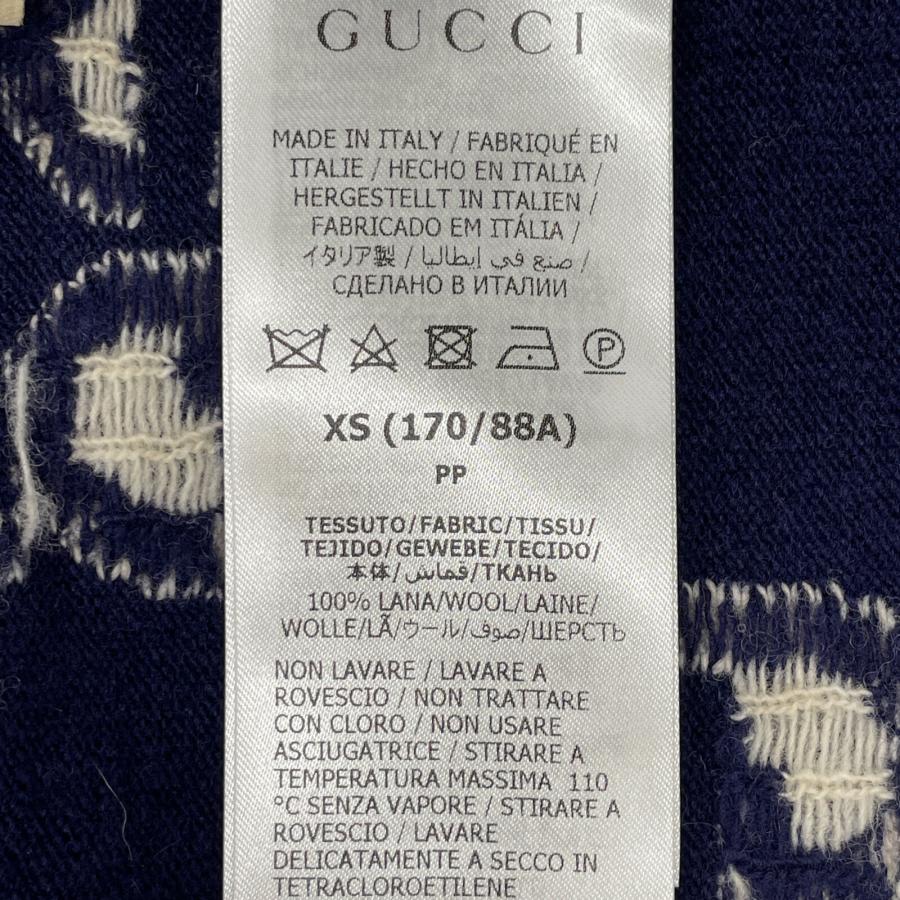 GUCCI
MADE IN ITALY / FABRIQUÉ EN
ITALIE / HECHO EN ITALIA /
HERGESTELLT IN ITALIEN /
FABRICADO EM ITÁLIA /
イタリア製 / صنع في إيطاليا /
СДЕЛАНО В ИТАЛИИ
P
XS (170/88A)
PP
TESSUTO/FABRIC/TISSU/
TEJIDO/GEWEBE/TECIDO/
本体/قماش/ТКАНЬ
100% LANA/WOOL/LAINE/
WOLLE/LÃ/ウール/صوف/ШЕРСТЬ
NON LAVARE / LAVARE A
ROVESCIO / NON TRATTARE
CON CLORO / NON USARE
ASCIUGATRICE / STIRARE A
TEMPERATURA MASSIMA 110
°C SENZA VAPORE / STIRARE A
ROVESCIO / LAVARE
DELICATAMENTE A SECCO IN
TETRACLOROETILENE